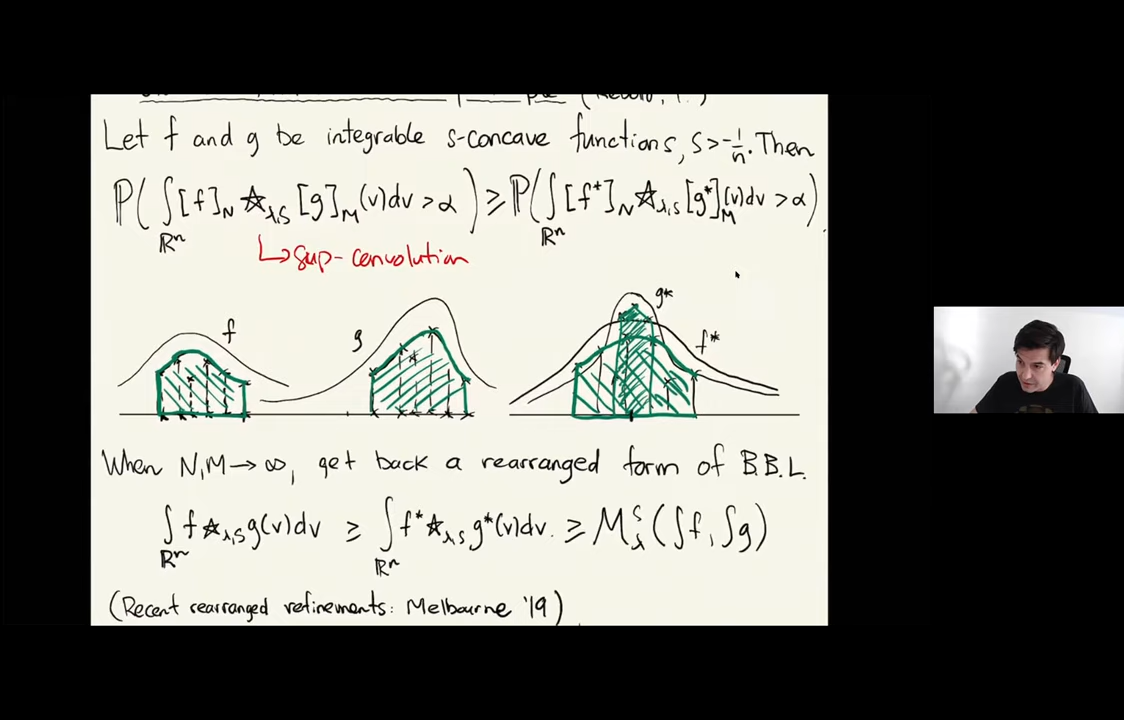 Let f and g be integrable s-concave functions, s > -1/n. Then
ℙ( ∫_{ℝⁿ} [f]_N ☆_{λ,s} [g]_M (v)dv > α ) ≥ ℙ( ∫_{ℝⁿ} [f*]_N ☆_{λ,s} [g*]_M (v)dv > α )
↳ sup-convolution
f g g* f*
When N,M → ∞, get back a rearranged form of B.B.L.
∫_{ℝⁿ} f ☆_{λ,s} g(v)dv ≥ ∫_{ℝⁿ} f* ☆_{λ,s} g*(v)dv. ≥ M_λ^s (∫f, ∫g)
(Recent rearranged refinements: Melbourne '19)